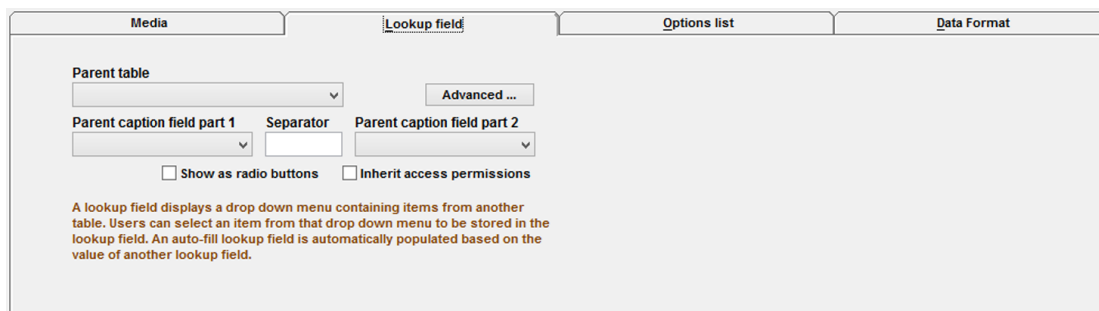 Media Lookup field Options list Data Format
Parent table
Advanced ...
Parent caption field part 1 Separator Parent caption field part 2
Show as radio buttons Inherit access permissions
A lookup field displays a drop down menu containing items from another
table. Users can select an item from that drop down menu to be stored in the
lookup field. An auto-fill lookup field is automatically populated based on the
value of another lookup field.